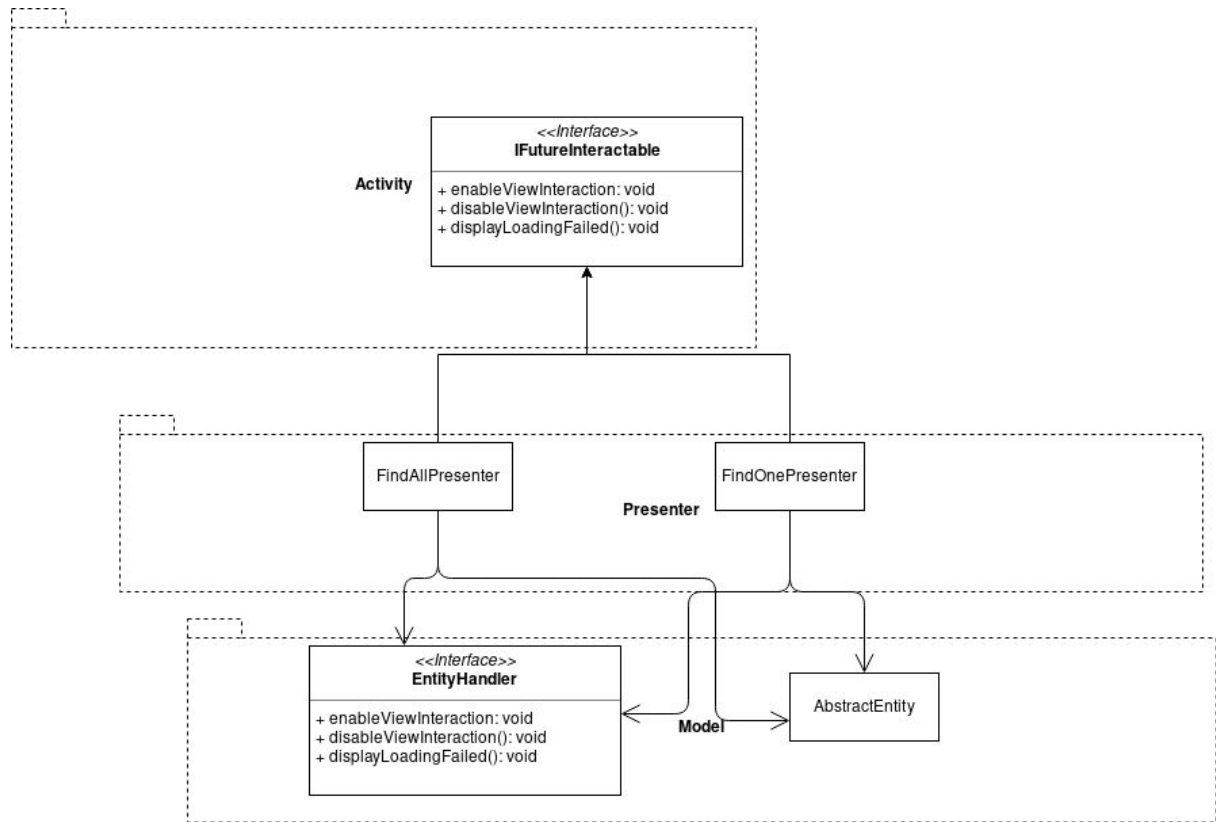 <<Interface>>
IFutureInteractable
Activity
+ enableViewInteraction: void
+ disableViewInteraction(): void
+ displayLoadingFailed(): void
FindAllPresenter
FindOnePresenter
Presenter
<<Interface>>
EntityHandler
+ enableViewInteraction: void
+ disableViewInteraction(): void
+ displayLoadingFailed(): void
Model
AbstractEntity